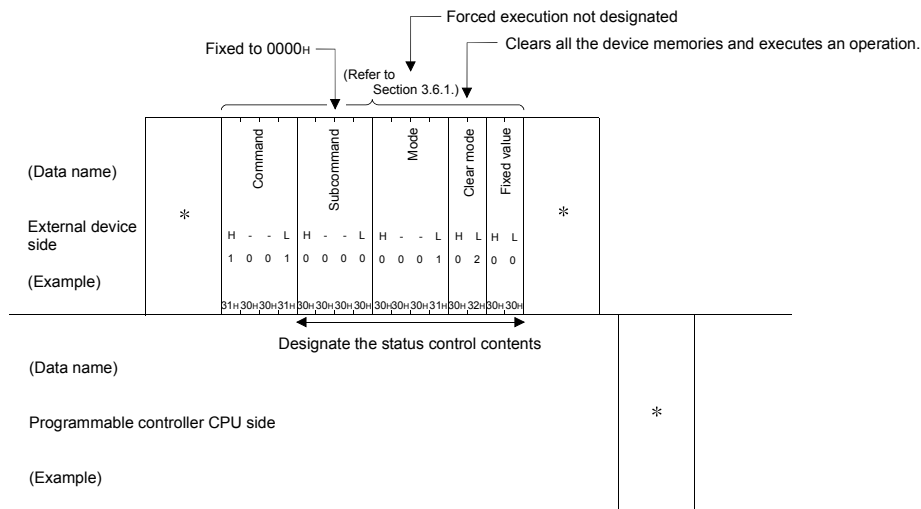 Forced execution not designated
Fixed to 0000H
Clears all the device memories and executes an operation.
(Refer to
Section 3.6.1.)
(Data name)
Command
Subcommand
Mode
Clear mode
Fixed value
*
*
External device
side
H - - L H - - L H - - L H L H L
1 0 0 1 0 0 0 0 0 0 0 1 0 2 0 0
(Example)
31H 30H 30H 31H 30H 30H 30H 30H 30H 30H 30H 31H 30H 32H 30H 30H
Designate the status control contents
(Data name)
Programmable controller CPU side
*
(Example)